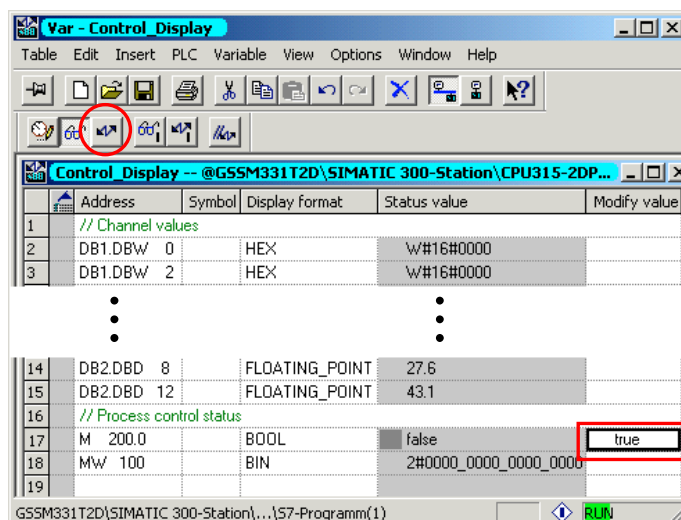 Var - Control_Display
Table Edit Insert PLC Variable View Options Window Help
Control_Display -- @GSSM331T2D\SIMATIC 300-Station\CPU315-2DP...
Address Symbol Display format Status value Modify value
1 // Channel values
2 DB1.DBW 0 HEX W#16#0000
3 DB1.DBW 2 HEX W#16#0000
14 DB2.DBD 8 FLOATING_POINT 27.6
15 DB2.DBD 12 FLOATING_POINT 43.1
16 // Process control status
17 M 200.0 BOOL false true
18 MW 100 BIN 2#0000_0000_0000_0000
19
GSSM331T2D\SIMATIC 300-Station\...\S7-Programm(1) RUN